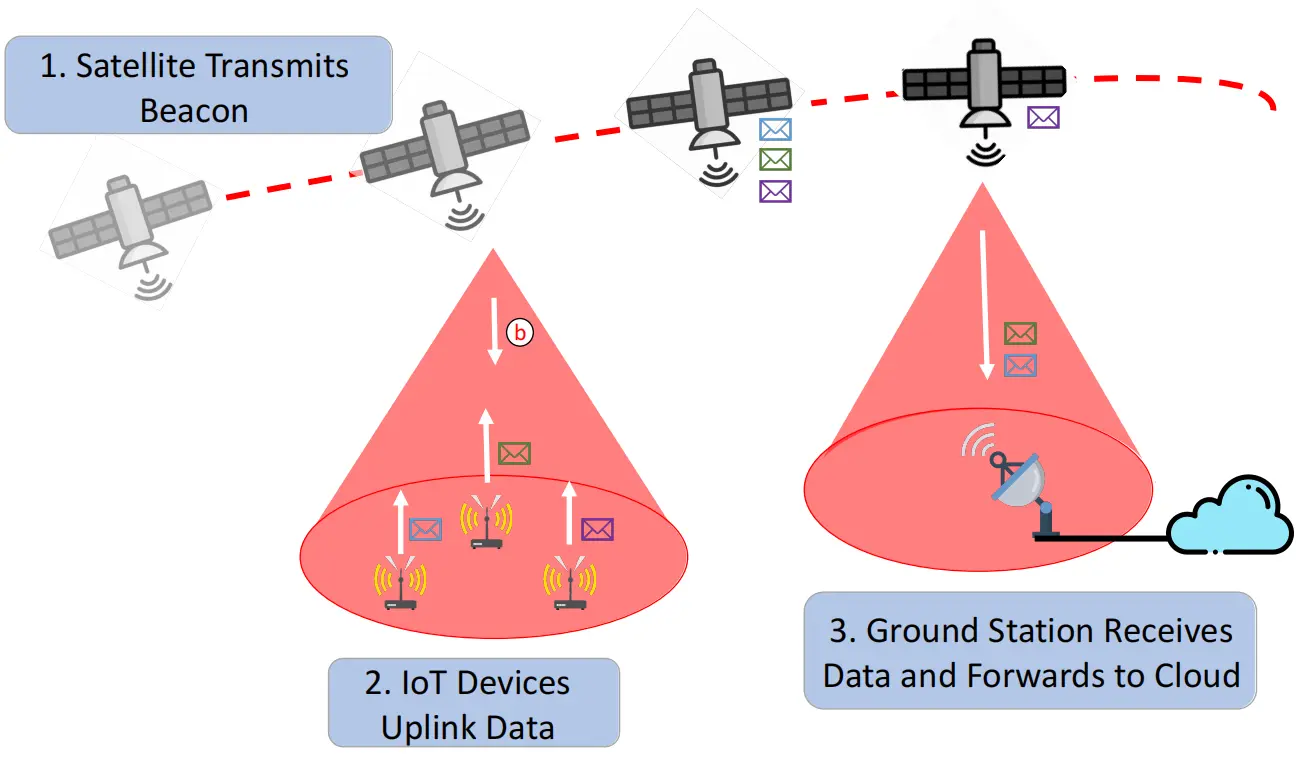 1. Satellite Transmits
Beacon
b
2. IoT Devices
Uplink Data
3. Ground Station Receives
Data and Forwards to Cloud